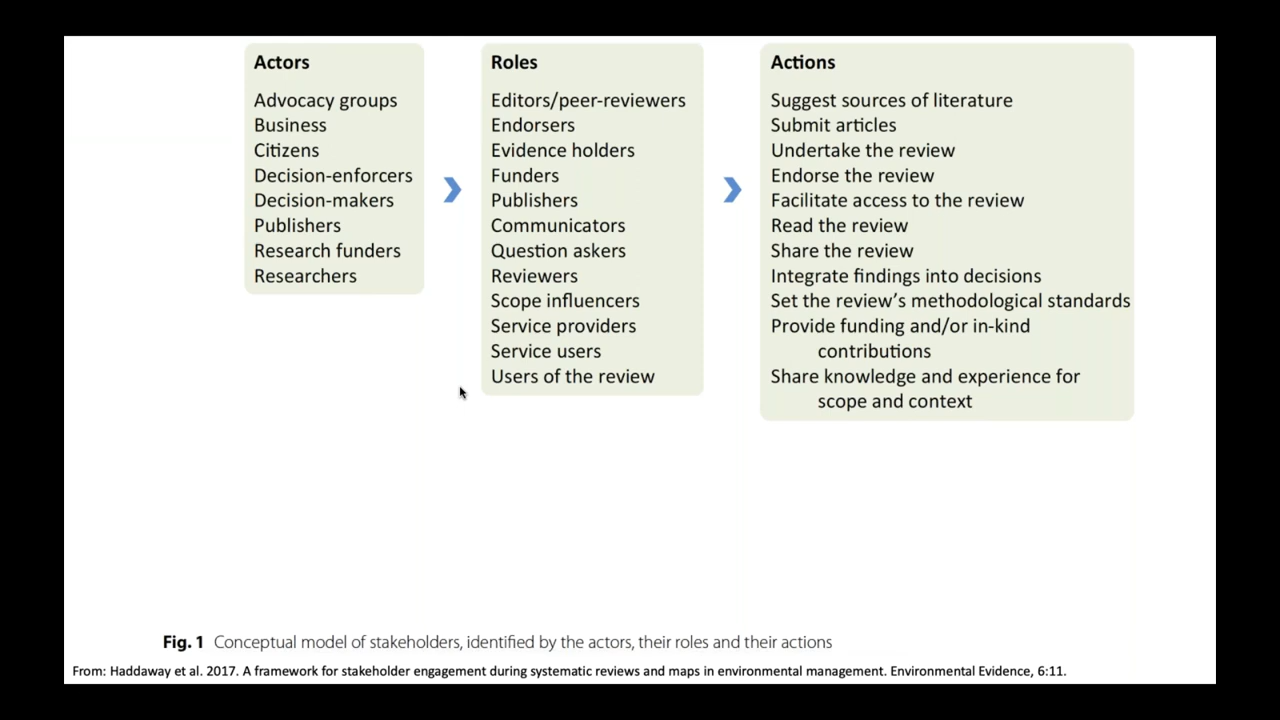 Actors
Advocacy groups
Business
Citizens
Decision-enforcers
Decision-makers
Publishers
Research funders
Researchers
Roles
Editors/peer-reviewers
Endorsers
Evidence holders
Funders
Publishers
Communicators
Question askers
Reviewers
Scope influencers
Service providers
Service users
Users of the review
Actions
Suggest sources of literature
Submit articles
Undertake the review
Endorse the review
Facilitate access to the review
Read the review
Share the review
Integrate findings into decisions
Set the review’s methodological standards
Provide funding and/or in-kind
contributions
Share knowledge and experience for
scope and context
Fig. 1 Conceptual model of stakeholders, identified by the actors, their roles and their actions
From: Haddaway et al. 2017. A framework for stakeholder engagement during systematic reviews and maps in environmental management. Environmental Evidence, 6:11.